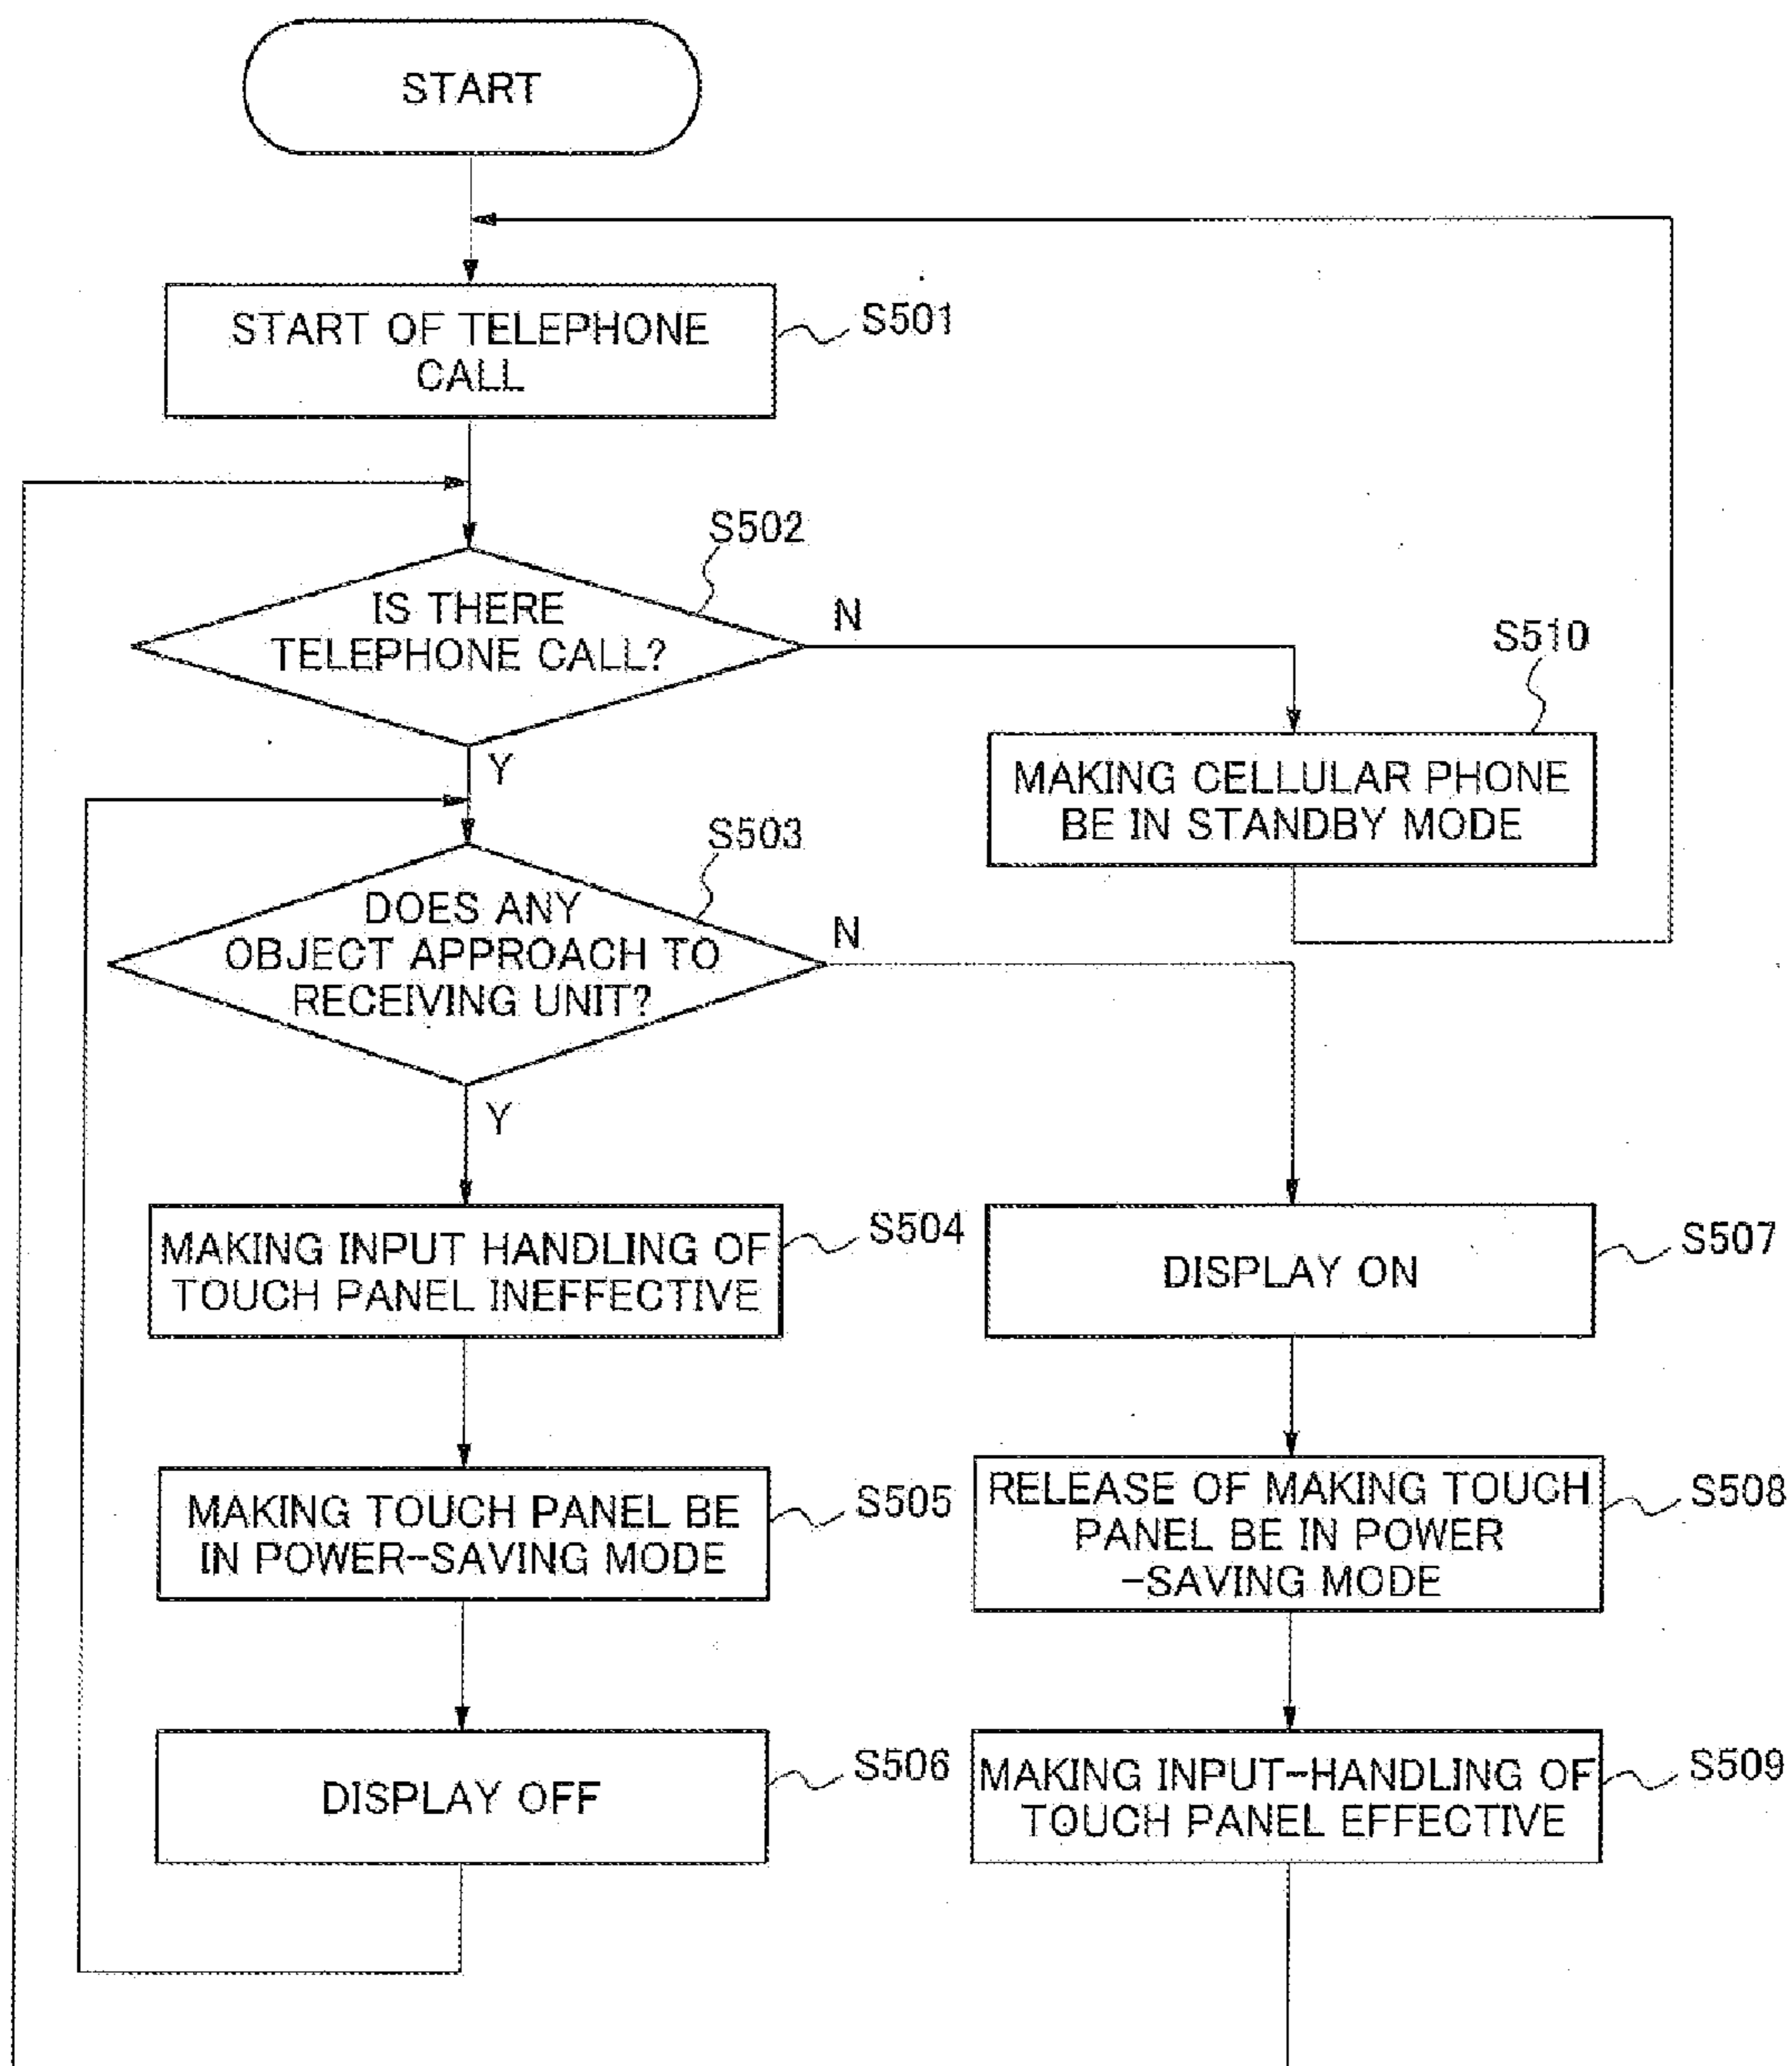 START
START OF TELEPHONE
CALL
S501
IS THERE
TELEPHONE CALL?
S502
N
Y
S510
MAKING CELLULAR PHONE
BE IN STANDBY MODE
DOES ANY
OBJECT APPROACH TO
RECEIVING UNIT?
S503
N
Y
MAKING INPUT HANDLING OF
TOUCH PANEL INEFFECTIVE
S504
DISPLAY ON
S507
MAKING TOUCH PANEL BE
IN POWER-SAVING MODE
S505
RELEASE OF MAKING TOUCH
PANEL BE IN POWER
-SAVING MODE
S508
DISPLAY OFF
S506
MAKING INPUT-HANDLING OF
TOUCH PANEL EFFECTIVE
S509